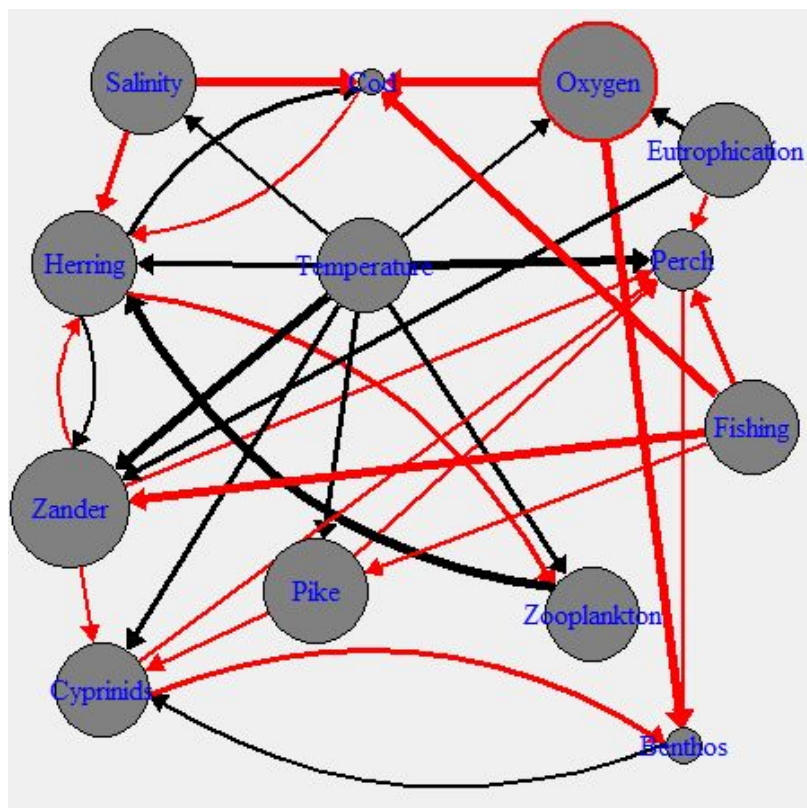 Salinity
Cod
Oxygen
Eutrophication
Herring
Temperature
Perch
Fishing
Zander
Pike
Zooplankton
Cyprinids
Benthos